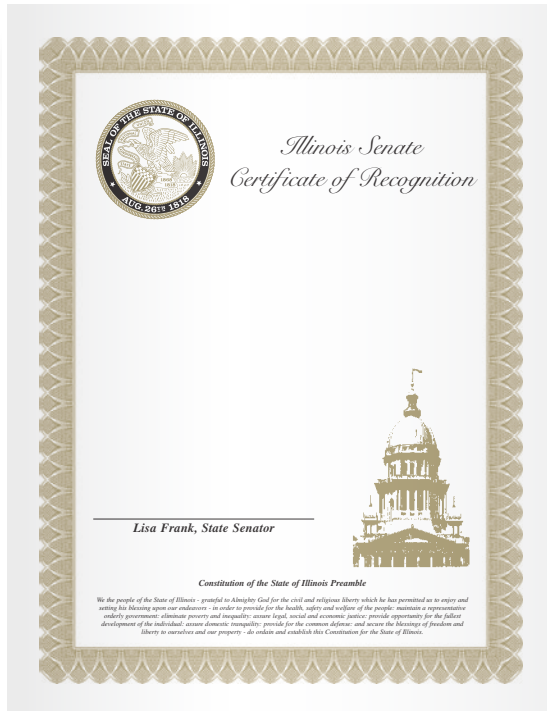 SEAL OF THE STATE OF ILLINOIS
AUG. 26TH 1818
1868
1818
Illinois Senate
Certificate of Recognition
Lisa Frank, State Senator
Constitution of the State of Illinois Preamble
We the people of the State of Illinois - grateful to Almighty God for the civil and religious liberty which he has permitted us to enjoy and
setting his blessing upon our endeavors - in order to provide for the health, safety and welfare of the people: maintain a representative
orderly government: eliminate poverty and inequality: assure legal, social and economic justice: provide opportunity for the fullest
development of the individual: assure domestic tranquility: provide for the common defense: and secure the blessings of freedom and
liberty to ourselves and our property - do ordain and establish this Constitution for the State of Illinois.